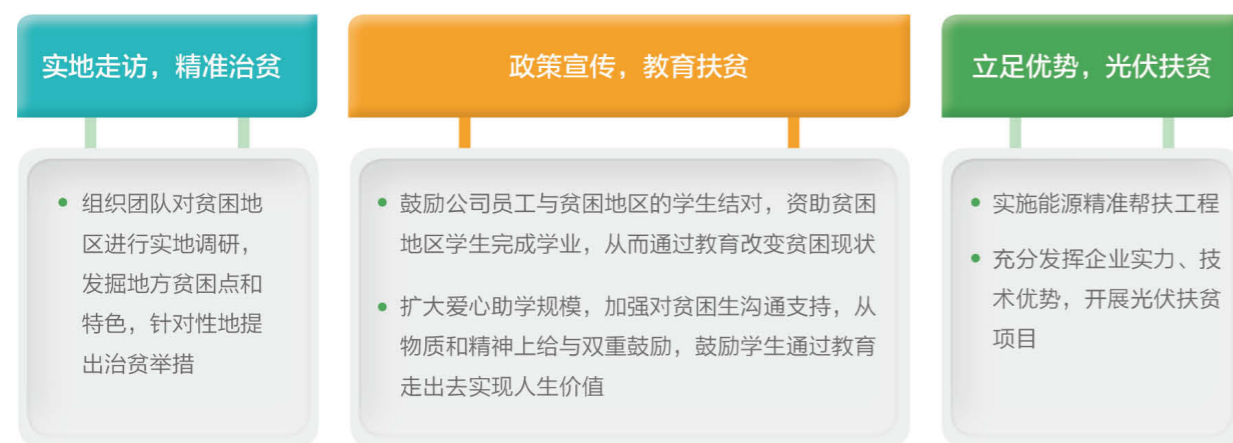 实地走访，精准治贫
政策宣传，教育扶贫
立足优势，光伏扶贫
• 组织团队对贫困地
区进行实地调研，
发掘地方贫困点和
特色，针对性地提
出治贫举措
• 鼓励公司员工与贫困地区的学生结对，资助贫困
地区学生完成学业，从而通过教育改变贫困现状
• 扩大爱心助学规模，加强对贫困生沟通支持，从
物质和精神上给与双重鼓励，鼓励学生通过教育
走出去实现人生价值
• 实施能源精准帮扶工程
• 充分发挥企业实力、技
术优势，开展光伏扶贫
项目